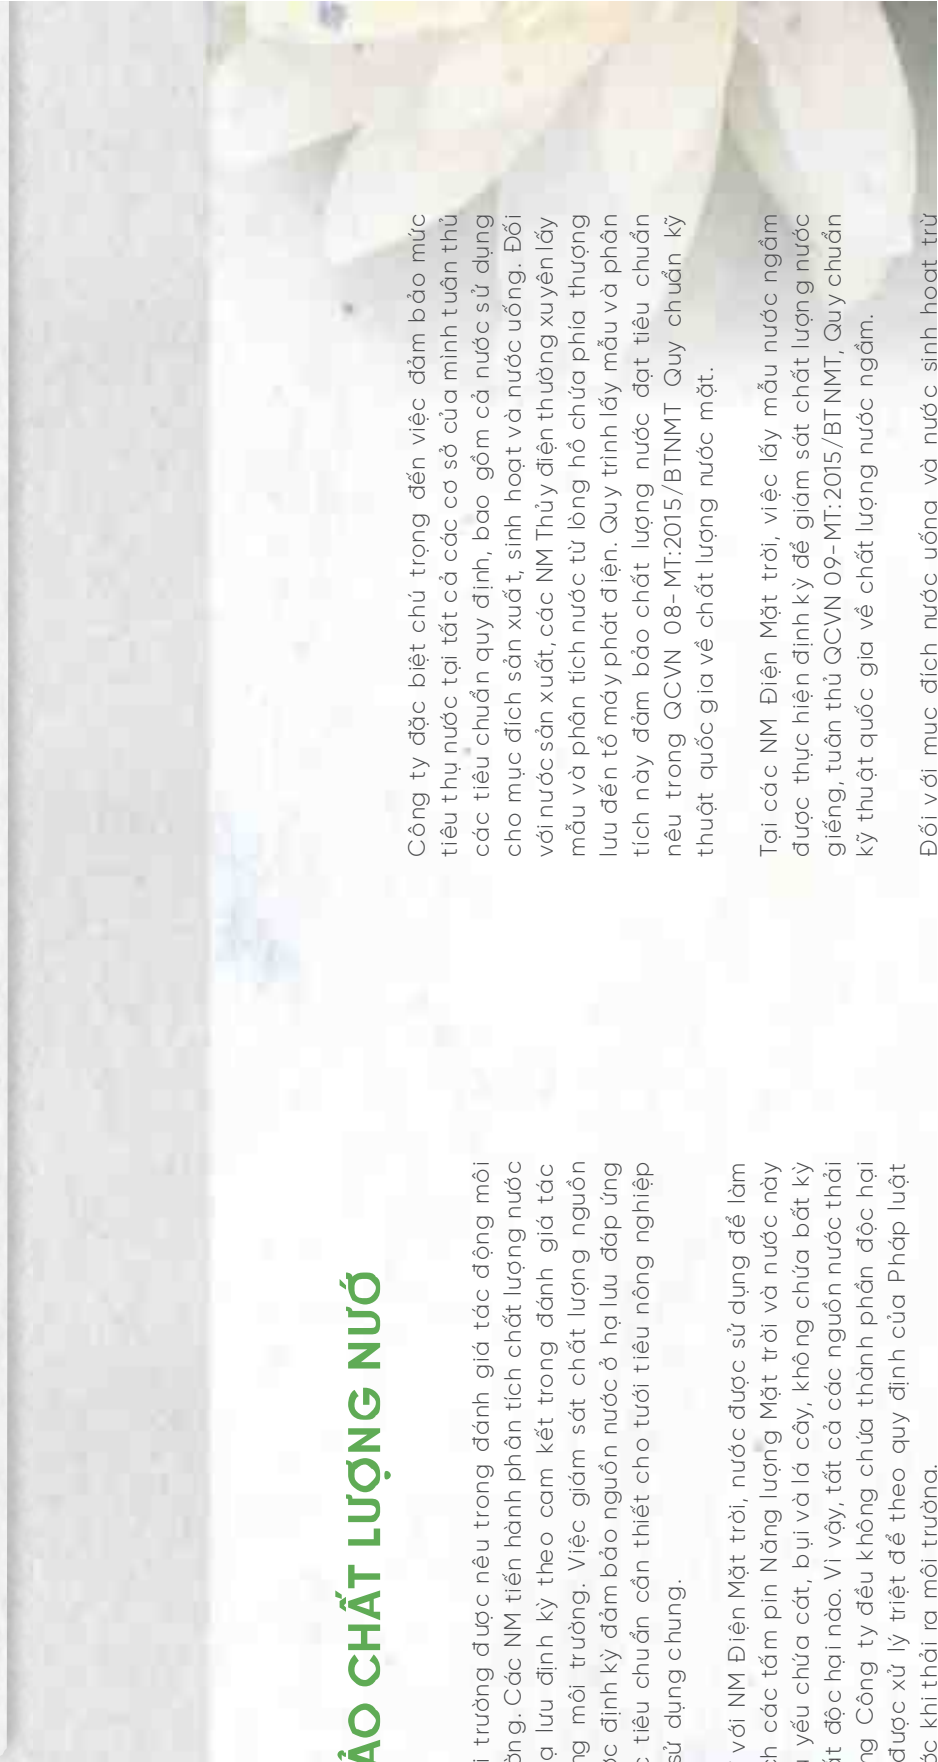 ẢO CHẤT LƯỢNG NƯỚ
trường được nêu trong đánh giá tác động môi
Các NM tiến hành phân tích chất lượng nước
lưu định kỳ theo cam kết trong đánh giá tác
môi trường. Việc giám sát chất lượng nguồn
định kỳ đảm bảo nguồn nước ở hạ lưu đáp ứng
tiêu chuẩn cần thiết cho tưới tiêu nông nghiệp
sử dụng chung.
với NM Điện Mặt trời, nước được sử dụng để làm
các tấm pin Năng lượng Mặt trời và nước này
yếu chứa cát, bụi và lá cây, không chứa bất kỳ
độc hại nào. Vì vậy, tất cả các nguồn nước thải
Công ty đều không chứa thành phần độc hại
được xử lý triệt để theo quy định của Pháp luật
khi thải ra môi trường.
Công ty đặc biệt chú trọng đến việc đảm bảo mức
tiêu thụ nước tại tất cả các cơ sở của mình tuân thủ
các tiêu chuẩn quy định, bao gồm cả nước sử dụng
cho mục đích sản xuất, sinh hoạt và nước uống. Đối
với nước sản xuất, các NM Thủy điện thường xuyên lấy
mẫu và phân tích nước từ lòng hồ chứa phía thượng
lưu đến tổ máy phát điện. Quy trình lấy mẫu và phân
tích này đảm bảo chất lượng nước đạt tiêu chuẩn
nêu trong QCVN 08-MT:2015/BTNMT Quy chuẩn kỹ
thuật quốc gia về chất lượng nước mặt.
Tại các NM Điện Mặt trời, việc lấy mẫu nước ngầm
được thực hiện định kỳ để giám sát chất lượng nước
giếng, tuân thủ QCVN 09-MT:2015/BTNMT, Quy chuẩn
kỹ thuật quốc gia về chất lượng nước ngầm.
Đối với mục đích nước uống và nước sinh hoạt trừ